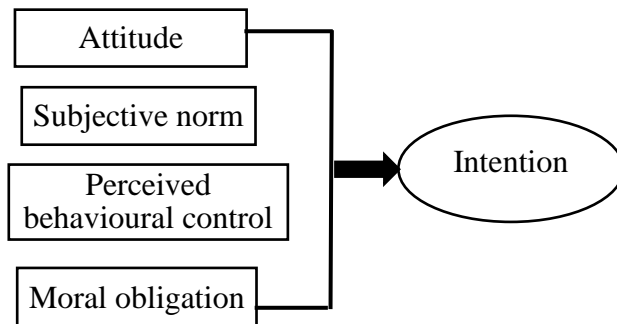 Attitude
Subjective norm
Perceived
behavioural control
Moral obligation
Intention